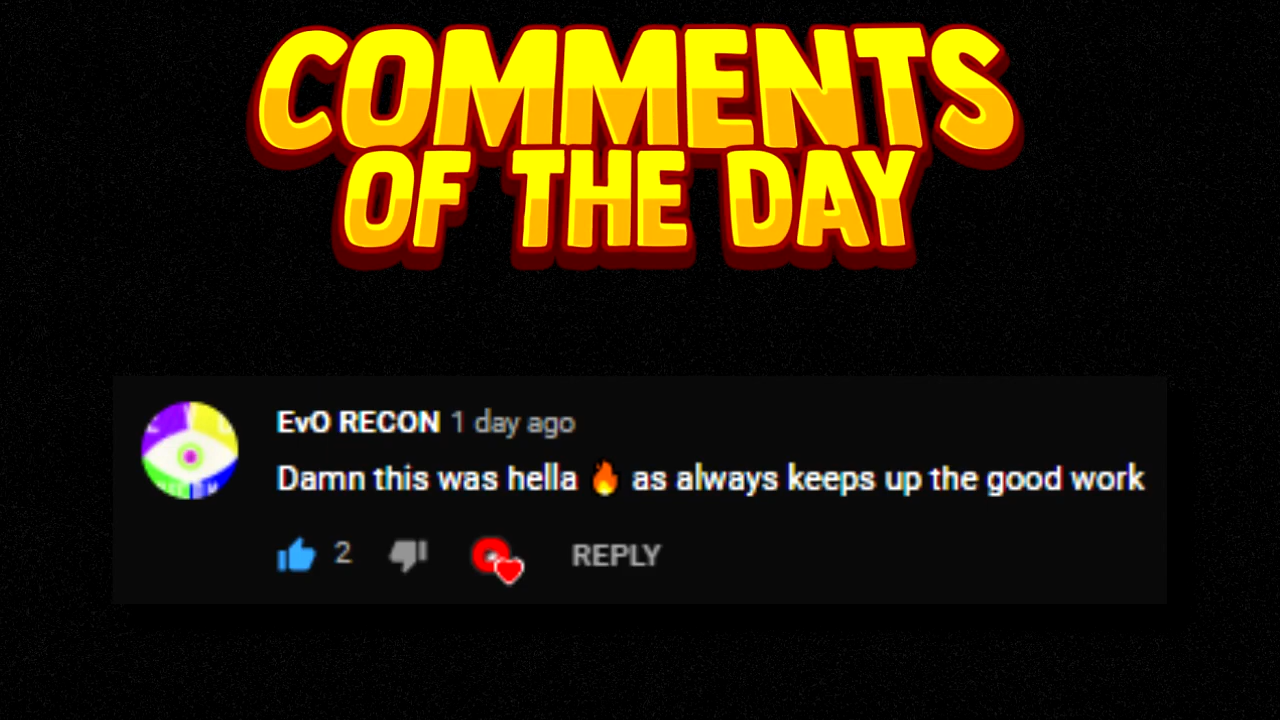 COMMENTS
OF THE DAY
EvO RECON 1 day ago
Damn this was hella 🔥 as always keeps up the good work
2 REPLY